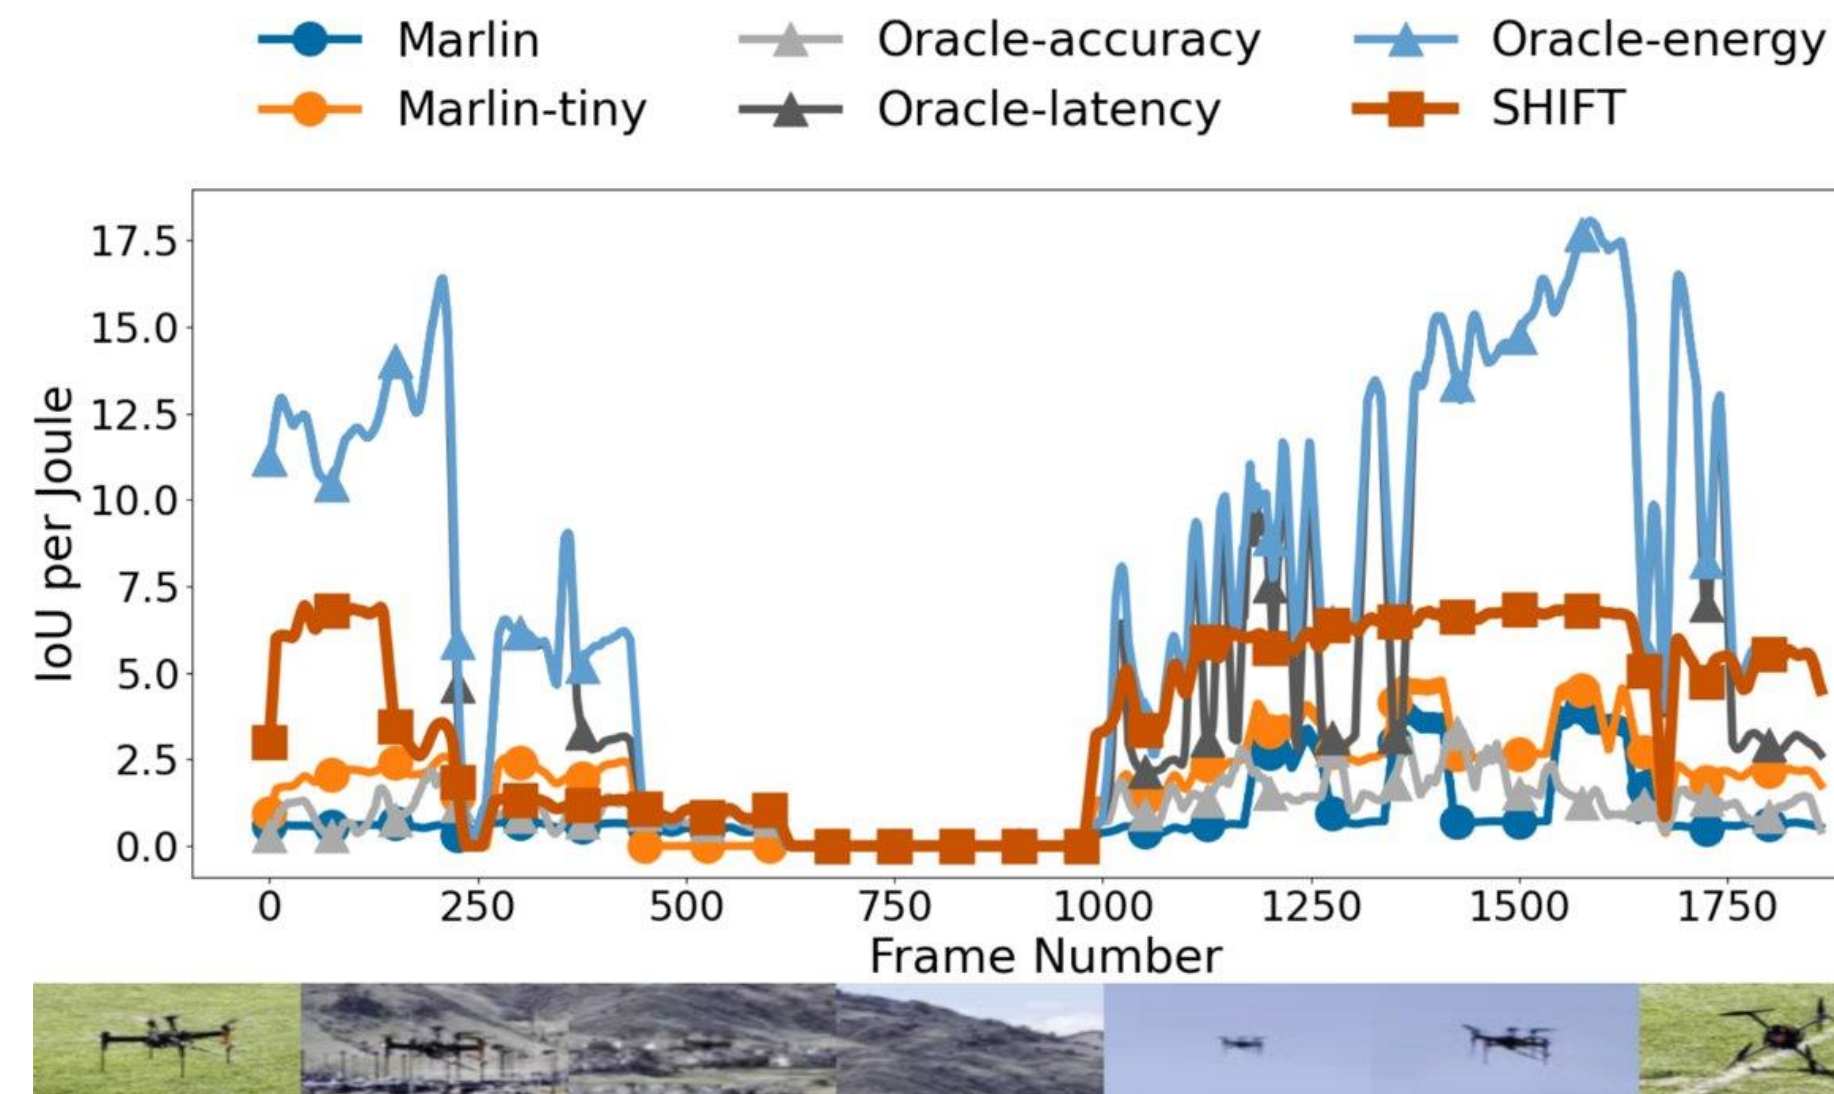 Marlin Oracle-accuracy Oracle-energy
Marlin-tiny Oracle-latency SHIFT
17.5
15.0
12.5
10.0
7.5
5.0
2.5
0.0
IoU per Joule
0 250 500 750 1000 1250 1500 1750
Frame Number